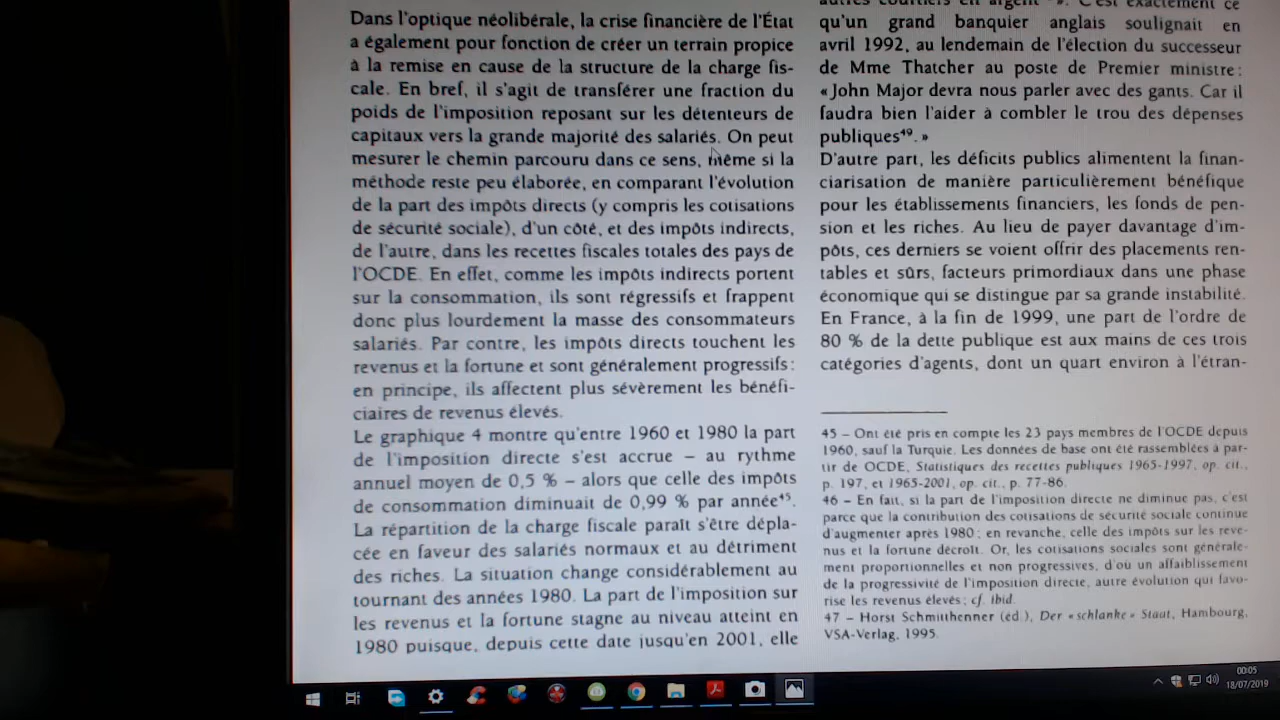 Dans l'optique néolibérale, la crise financière de l'État
a également pour fonction de créer un terrain propice
à la remise en cause de la structure de la charge fis-
cale. En bref, il s'agit de transférer une fraction du
poids de l'imposition reposant sur les détenteurs de
capitaux vers la grande majorité des salariés. On peut
mesurer le chemin parcouru dans ce sens, même si la
méthode reste peu élaborée, en comparant l'évolution
de la part des impôts directs (y compris les cotisations
de sécurité sociale), d'un côté, et des impôts indirects,
de l'autre, dans les recettes fiscales totales des pays de
l'OCDE. En effet, comme les impôts indirects portent
sur la consommation, ils sont régressifs et frappent
donc plus lourdement la masse des consommateurs
salariés. Par contre, les impôts directs touchent les
revenus et la fortune et sont généralement progressifs :
en principe, ils affectent plus sévèrement les bénéfi-
ciaires de revenus élevés.
Le graphique 4 montre qu'entre 1960 et 1980 la part
de l'imposition directe s'est accrue – au rythme
annuel moyen de 0,5 % – alors que celle des impôts
de consommation diminuait de 0,99 % par année⁴⁵.
La répartition de la charge fiscale paraît s'être dépla-
cée en faveur des salariés normaux et au détriment
des riches. La situation change considérablement au
tournant des années 1980. La part de l'imposition sur
les revenus et la fortune stagne au niveau atteint en
1980 puisque, depuis cette date jusqu'en 2001, elle
autres courtiers en argent ». C'est exactement ce
qu'un grand banquier anglais soulignait en
avril 1992, au lendemain de l'élection du successeur
de Mme Thatcher au poste de Premier ministre :
« John Major devra nous parler avec des gants. Car il
faudra bien l'aider à combler le trou des dépenses
publiques⁴⁹. »
D'autre part, les déficits publics alimentent la finan-
ciarisation de manière particulièrement bénéfique
pour les établissements financiers, les fonds de pen-
sion et les riches. Au lieu de payer davantage d'im-
pôts, ces derniers se voient offrir des placements ren-
tables et sûrs, facteurs primordiaux dans une phase
économique qui se distingue par sa grande instabilité.
En France, à la fin de 1999, une part de l'ordre de
80 % de la dette publique est aux mains de ces trois
catégories d'agents, dont un quart environ à l'étran-
45 – Ont été pris en compte les 23 pays membres de l'OCDE depuis
1960, sauf la Turquie. Les données de base ont été rassemblées à par-
tir de OCDE, Statistiques des recettes publiques 1965-1997, op. cit.,
p. 197, et 1965-2001, op. cit., p. 77-86.
46 – En fait, si la part de l'imposition directe ne diminue pas, c'est
parce que la contribution des cotisations de sécurité sociale continue
d'augmenter après 1980 ; en revanche, celle des impôts sur les reve-
nus et la fortune décroît. Or, les cotisations sociales sont générale-
ment proportionnelles et non progressives, d'où un affaiblissement
de la progressivité de l'imposition directe, autre évolution qui favo-
rise les revenus élevés ; cf. ibid.
47 – Horst Schmitthenner (éd.), Der « schlanke » Staat, Hambourg,
VSA-Verlag, 1995.
00:05
18/07/2019